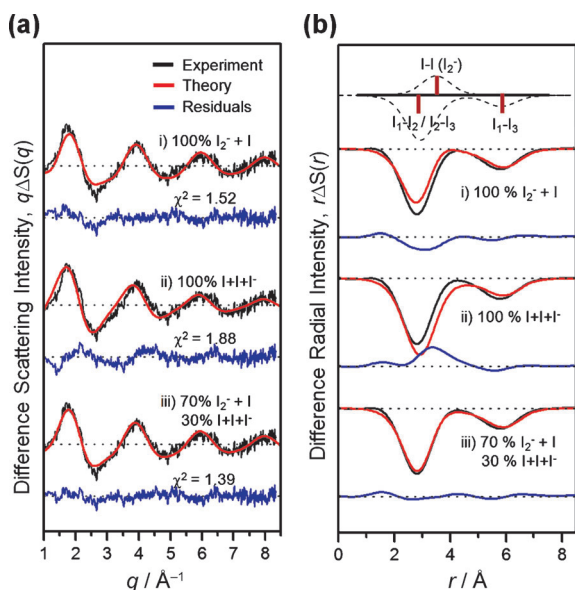 (a)
Difference Scattering Intensity, qΔS(q)
Experiment
Theory
Residuals
i) 100% I₂⁻ + I
χ² = 1.52
ii) 100% I+I+I⁻
χ² = 1.88
iii) 70% I₂⁻ + I
30% I+I+I⁻
χ² = 1.39
1 2 3 4 5 6 7 8
q / Å⁻¹
(b)
Difference Radial Intensity, rΔS(r)
I-I (I₂⁻)
I₁-I₂ / I₂-I₃
I₁-I₃
i) 100 % I₂⁻ + I
ii) 100 % I+I+I⁻
iii) 70 % I₂⁻ + I
30 % I+I+I⁻
0 2 4 6 8
r / Å